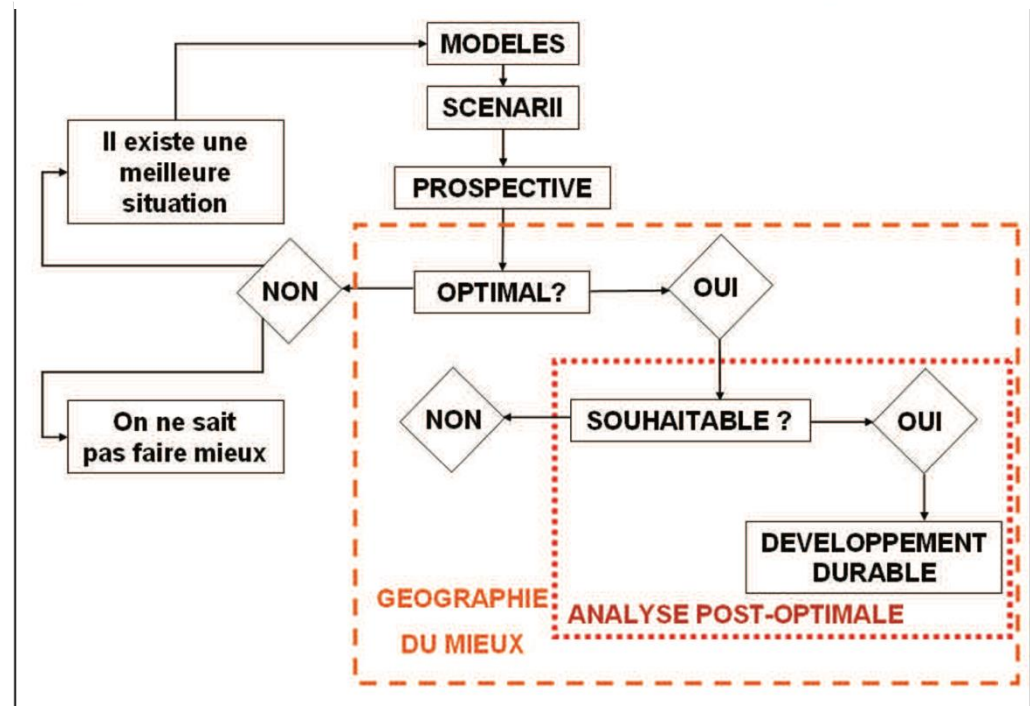 MODELES
SCENARII
Il existe une
meilleure
situation
PROSPECTIVE
NON
OPTIMAL?
OUI
On ne sait
pas faire mieux
NON
SOUHAITABLE ?
OUI
DEVELOPPEMENT
DURABLE
GEOGRAPHIE
DU MIEUX
ANALYSE POST-OPTIMALE